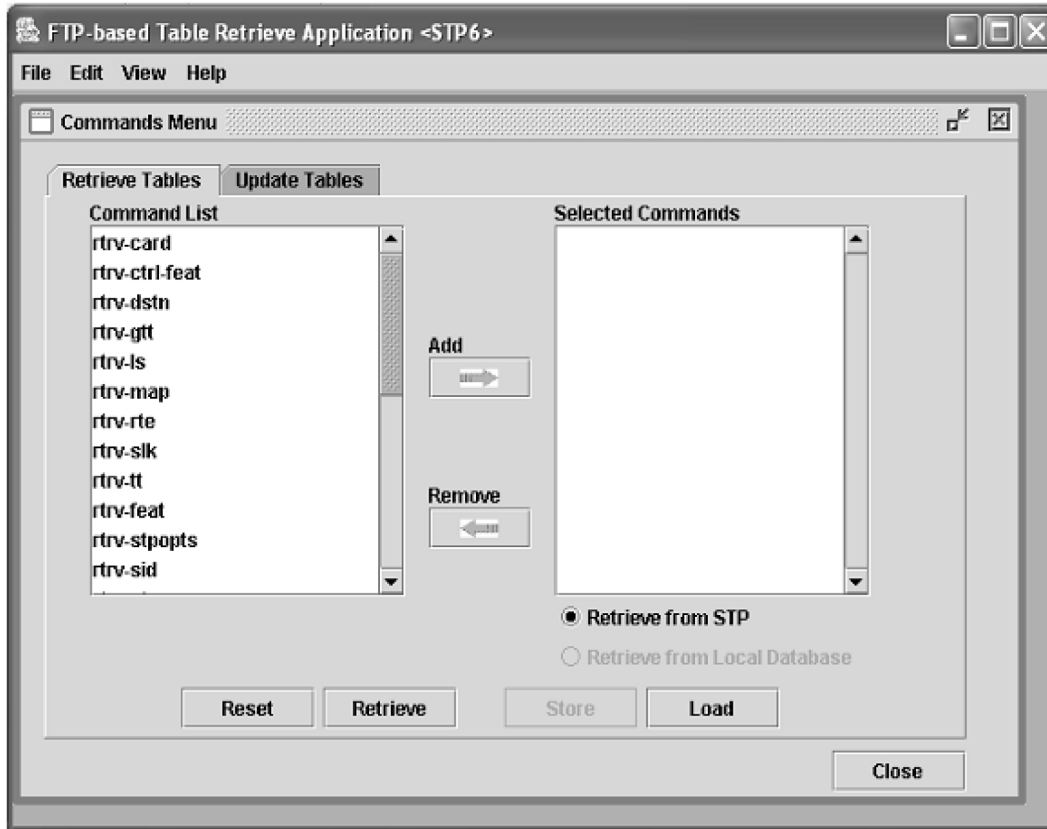 FTP-based Table Retrieve Application <STP6>
File Edit View Help
Commands Menu
Retrieve Tables Update Tables
Command List
rtrv-card
rtrv-ctrl-feat
rtrv-dstn
rtrv-gtt
rtrv-ls
rtrv-map
rtrv-rte
rtrv-slk
rtrv-tt
rtrv-feat
rtrv-stpopts
rtrv-sid
Add
Remove
Selected Commands
Retrieve from STP
Retrieve from Local Database
Reset Retrieve Store Load
Close